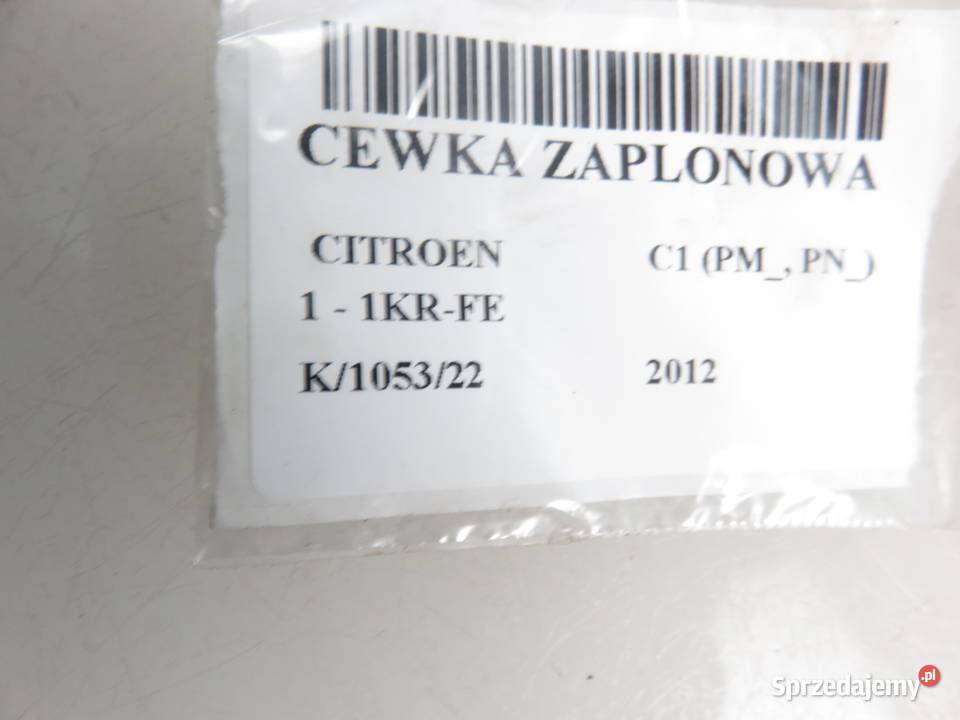 CEWKA ZAPLONOWA
CITROEN C1 (PM_, PN_)
1 - 1KR-FE
K/1053/22 2012
Sprzedajemy.pl